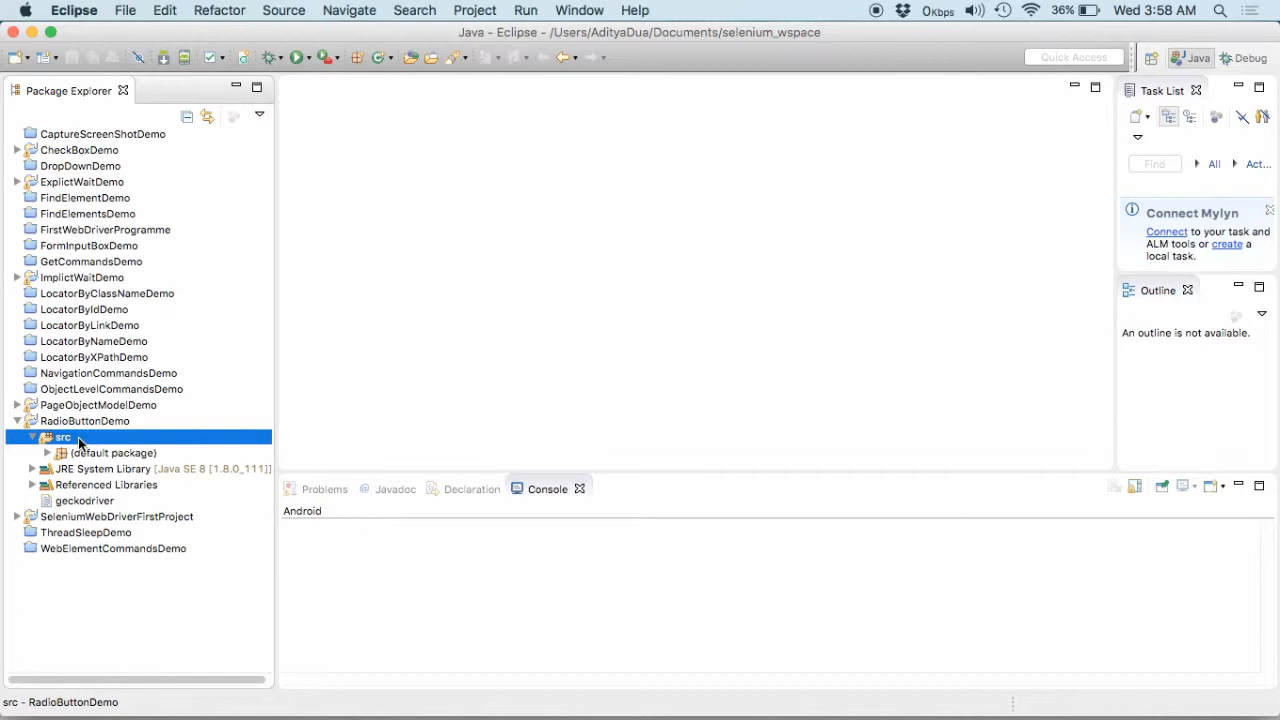 Eclipse File Edit Refactor Source Navigate Search Project Run Window Help 0Kbps 36% Wed 3:58 AM
Java - Eclipse - /Users/AdityaDua/Documents/selenium_wspace
Quick Access Java Debug
Package Explorer
CaptureScreenShotDemo
CheckBoxDemo
DropDownDemo
ExplictWaitDemo
FindElementDemo
FindElementsDemo
FirstWebDriverProgramme
FormInputBoxDemo
GetCommandsDemo
ImplictWaitDemo
LocatorByClassNameDemo
LocatorByIdDemo
LocatorByLinkDemo
LocatorByNameDemo
LocatorByXPathDemo
NavigationCommandsDemo
ObjectLevelCommandsDemo
PageObjectModelDemo
RadioButtonDemo
src
(default package)
JRE System Library [Java SE 8 [1.8.0_111]]
Referenced Libraries
geckodriver
SeleniumWebDriverFirstProject
ThreadSleepDemo
WebElementCommandsDemo
Task List
Find All Act...
Connect Mylyn
Connect to your task and
ALM tools or create a
local task.
Outline
An outline is not available.
Problems Javadoc Declaration Console
Android
src - RadioButtonDemo